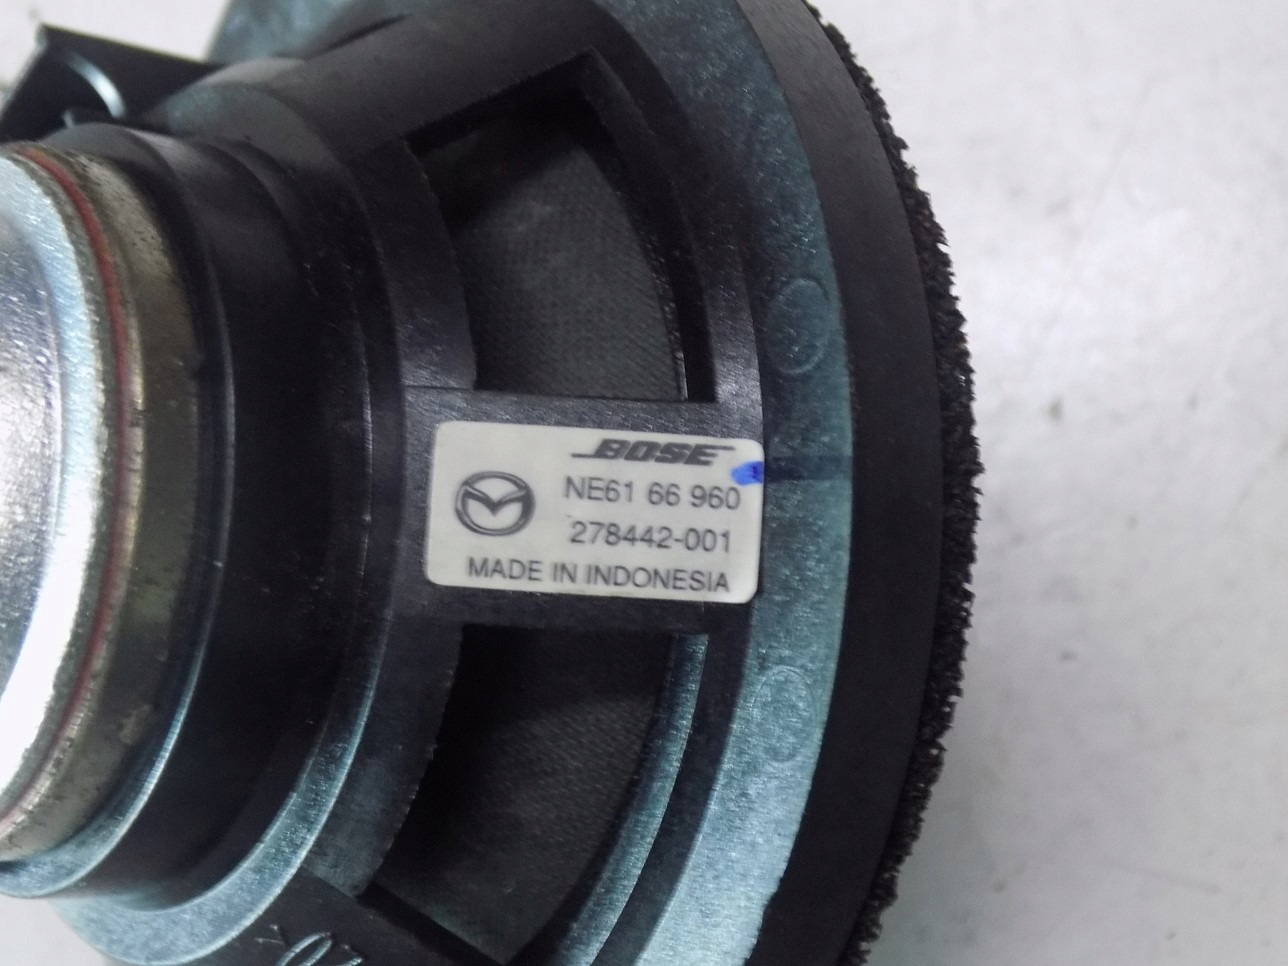 BOSE
NE61 66 960
278442-001
MADE IN INDONESIA